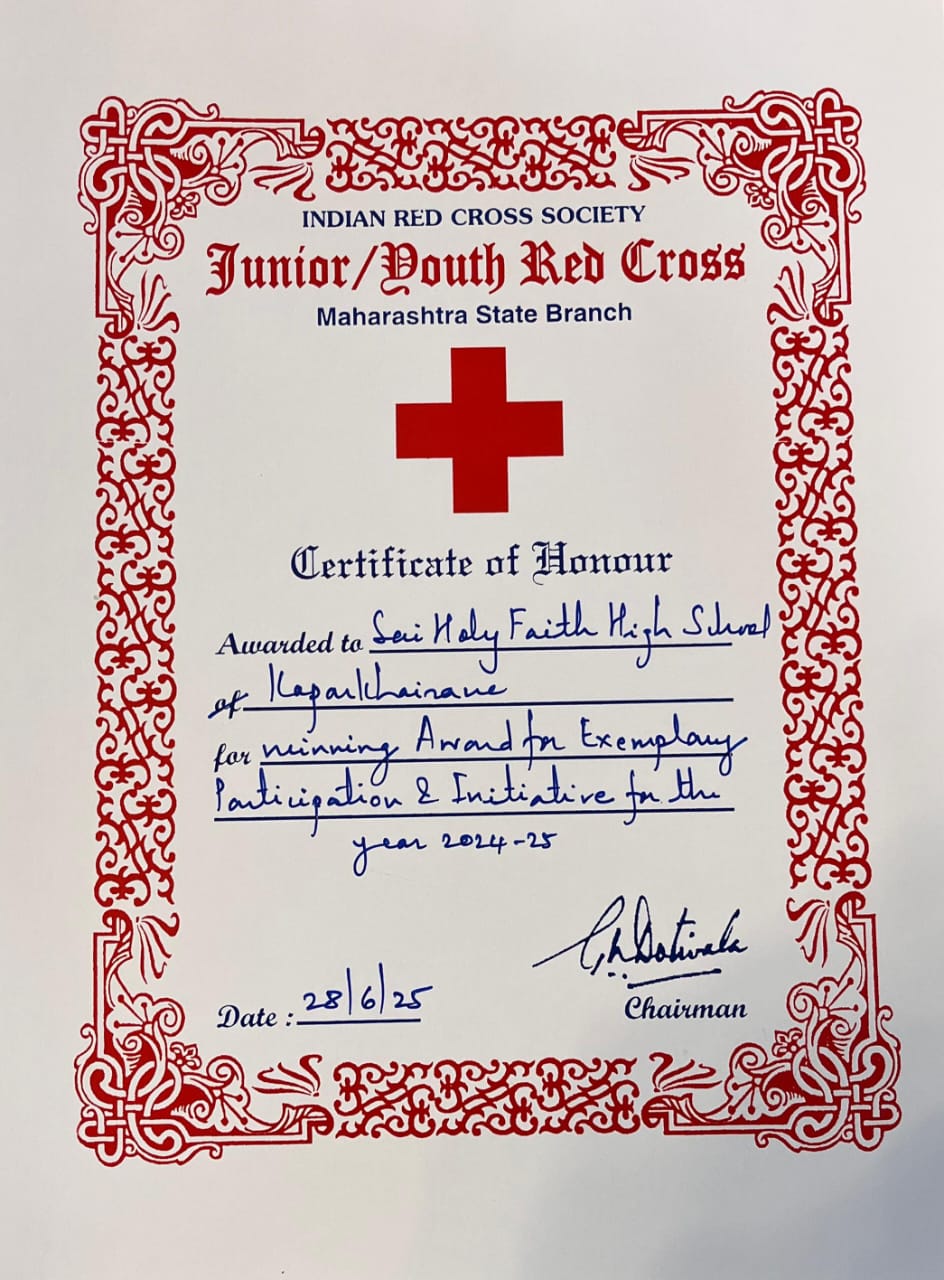 INDIAN RED CROSS SOCIETY
Junior/Youth Red Cross
Maharashtra State Branch
Certificate of Honour
Awarded to Sai Holy Faith High School
of Koparkhairane
for winning Award for Exemplary
Participation & Initiative for the
year 2024-25
Date : 28/6/25
Chairman